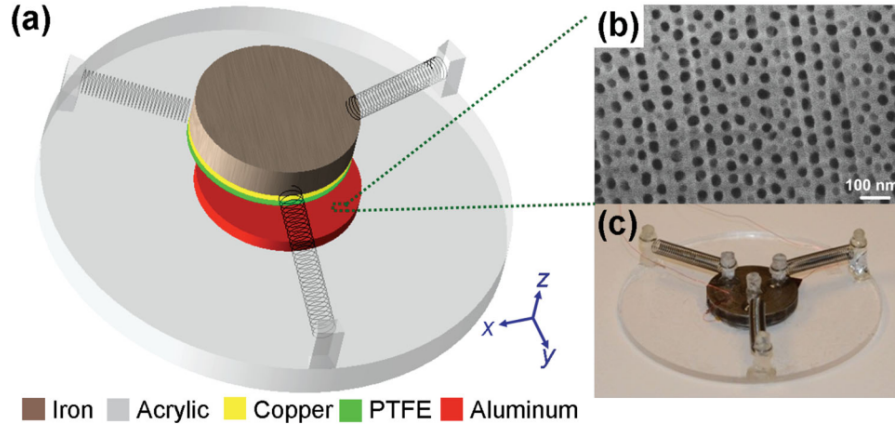 (a)
(b)
100 nm
(c)
z
x
y
Iron
Acrylic
Copper
PTFE
Aluminum